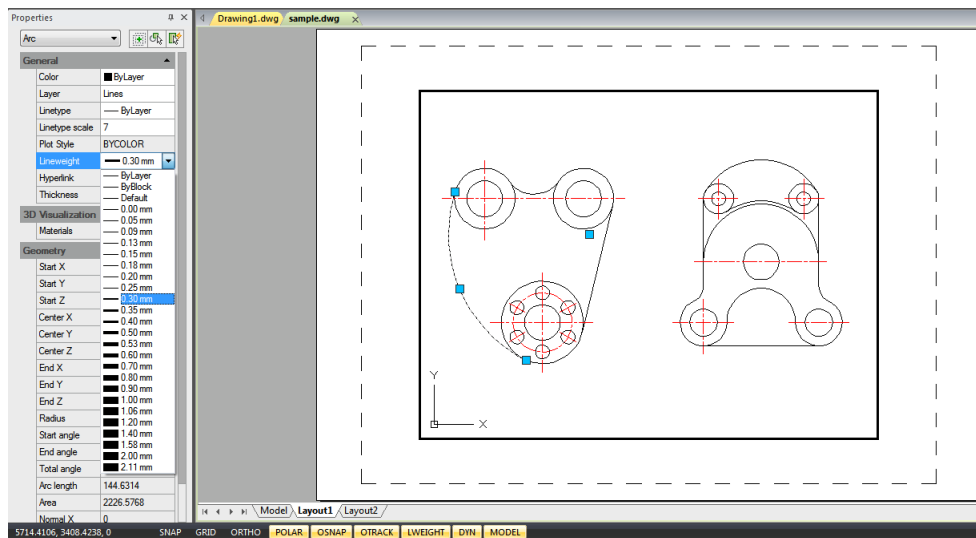 Properties
Arc
General
Color ByLayer
Layer Lines
Linetype ByLayer
Linetype scale 7
Plot Style BYCOLOR
Lineweight 0.30 mm
Hyperlink
Thickness
3D Visualization
Materials
Geometry
Start X
Start Y
Start Z
Center X
Center Y
Center Z
End X
End Y
End Z
Radius
Start angle
End angle
Total angle
Arc length 144.6314
Area 2226.5768
Normal X 0
ByLayer
ByBlock
Default
0.00 mm
0.05 mm
0.09 mm
0.13 mm
0.15 mm
0.18 mm
0.20 mm
0.25 mm
0.30 mm
0.35 mm
0.40 mm
0.50 mm
0.53 mm
0.60 mm
0.70 mm
0.80 mm
0.90 mm
1.00 mm
1.06 mm
1.20 mm
1.40 mm
1.58 mm
2.00 mm
2.11 mm
Drawing1.dwg sample.dwg
Y
X
Model Layout1 Layout2
5714.4106, 3408.4238, 0 SNAP GRID ORTHO POLAR OSNAP OTRACK LWEIGHT DYN MODEL